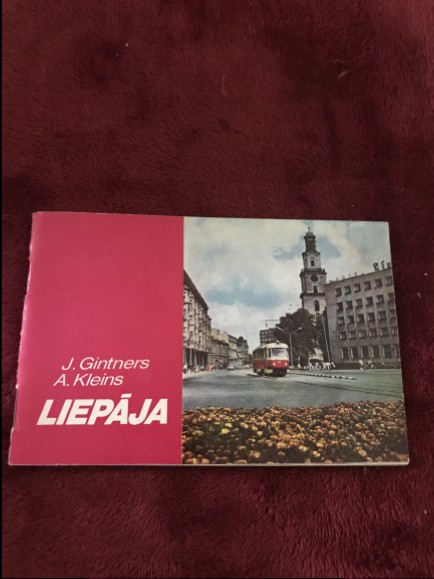 J. Gintners
A. Kleins
LIEPĀJA